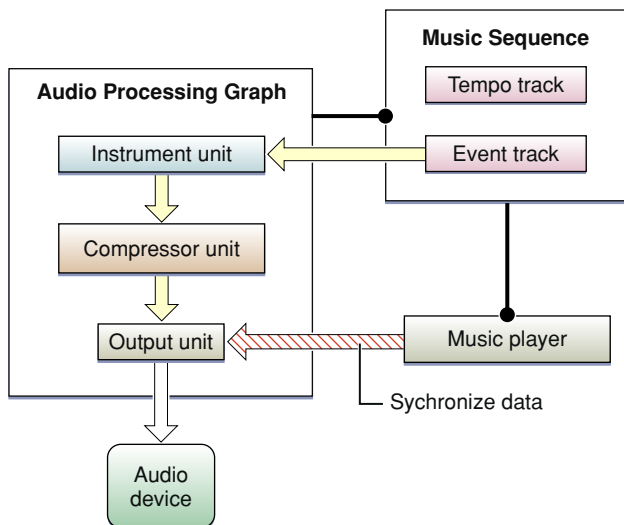 Music Sequence
Tempo track
Event track
Audio Processing Graph
Instrument unit
Compressor unit
Output unit
Music player
Sychronize data
Audio
device